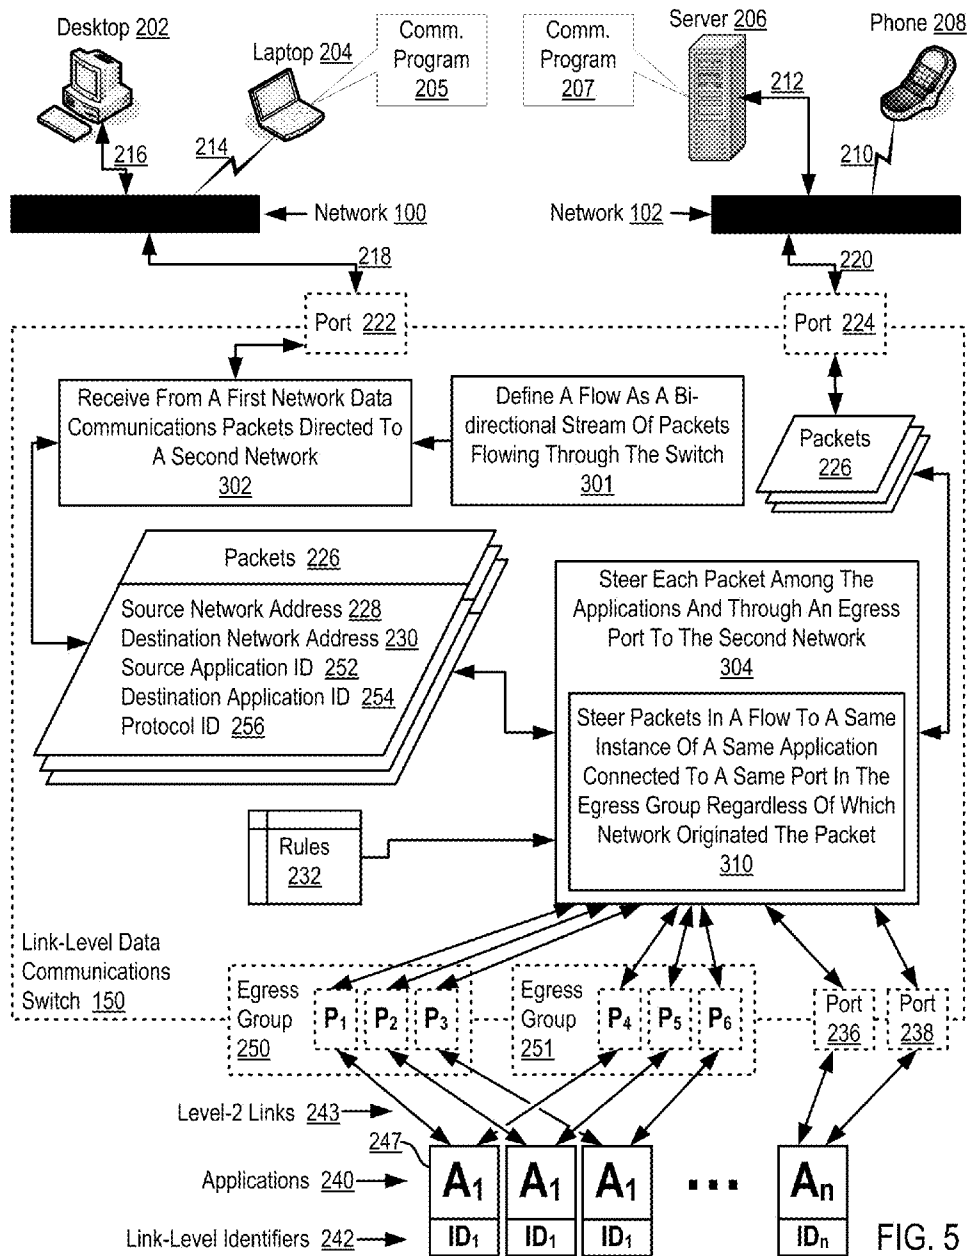 Desktop 202
Laptop 204
Comm.
Program
205
Comm.
Program
207
Server 206
Phone 208
216
214
212
210
Network 100
Network 102
218
220
Port 222
Port 224
Receive From A First Network Data
Communications Packets Directed To
A Second Network
302
Define A Flow As A Bi-
directional Stream Of Packets
Flowing Through The Switch
301
Packets
226
Packets 226
Source Network Address 228
Destination Network Address 230
Source Application ID 252
Destination Application ID 254
Protocol ID 256
Steer Each Packet Among The
Applications And Through An Egress
Port To The Second Network
304
Steer Packets In A Flow To A Same
Instance Of A Same Application
Connected To A Same Port In The
Egress Group Regardless Of Which
Network Originated The Packet
310
Rules
232
Link-Level Data
Communications
Switch 150
Egress
Group
250
P1
P2
P3
Egress
Group
251
P4
P5
P6
Port
236
Port
238
Level-2 Links 243
247
Applications 240
A1
A1
A1
...
An
Link-Level Identifiers 242
ID1
ID1
ID1
IDn
FIG. 5